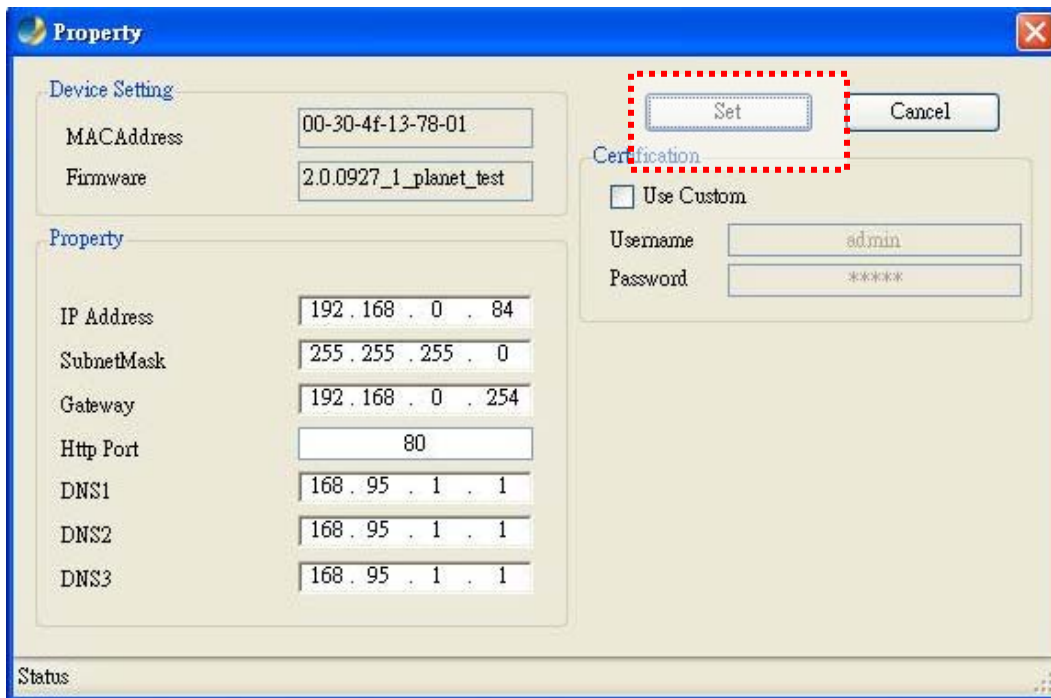 Property
Device Setting
MACAddress 00-30-4f-13-78-01
Firmware 2.0.0927_1_planet_test
Set Cancel
Certification
Use Custom
Username admin
Password *****
Property
IP Address 192 . 168 . 0 . 84
SubnetMask 255 . 255 . 255 . 0
Gateway 192 . 168 . 0 . 254
Http Port 80
DNS1 168 . 95 . 1 . 1
DNS2 168 . 95 . 1 . 1
DNS3 168 . 95 . 1 . 1
Status